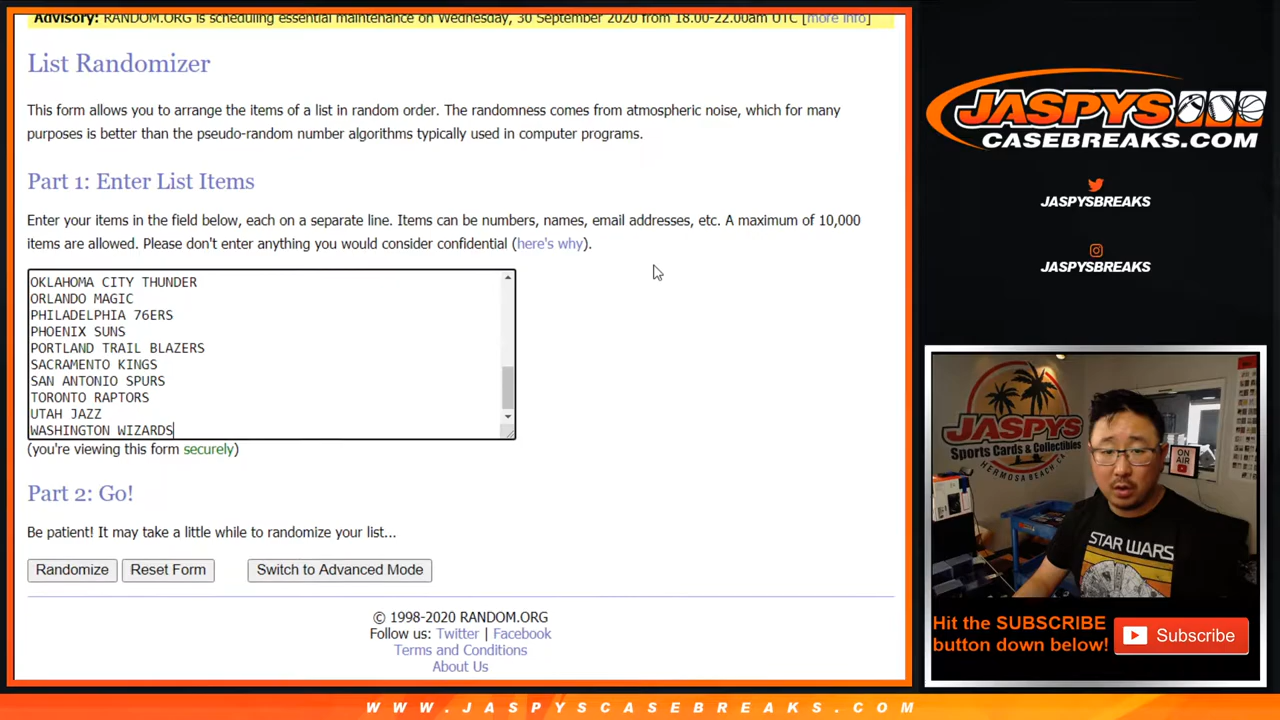 Advisory: RANDOM.ORG is scheduling essential maintenance on Wednesday, 30 September 2020 from 18.00-22.00am UTC [more info]
List Randomizer
This form allows you to arrange the items of a list in random order. The randomness comes from atmospheric noise, which for many
purposes is better than the pseudo-random number algorithms typically used in computer programs.
Part 1: Enter List Items
Enter your items in the field below, each on a separate line. Items can be numbers, names, email addresses, etc. A maximum of 10,000
items are allowed. Please don't enter anything you would consider confidential (here's why).
OKLAHOMA CITY THUNDER
ORLANDO MAGIC
PHILADELPHIA 76ERS
PHOENIX SUNS
PORTLAND TRAIL BLAZERS
SACRAMENTO KINGS
SAN ANTONIO SPURS
TORONTO RAPTORS
UTAH JAZZ
WASHINGTON WIZARDS
(you're viewing this form securely)
Part 2: Go!
Be patient! It may take a little while to randomize your list...
Randomize
Reset Form
Switch to Advanced Mode
© 1998-2020 RANDOM.ORG
Follow us: Twitter | Facebook
Terms and Conditions
About Us
JASPYS
CASEBREAKS.COM
JASPYSBREAKS
JASPYSBREAKS
JASPYS
Sports Cards & Collectibles
HERMOSA BEACH, CA
ON
AIR
STAR WARS
Hit the SUBSCRIBE
button down below!
Subscribe
WWW.JASPYSCASEBREAKS.COM